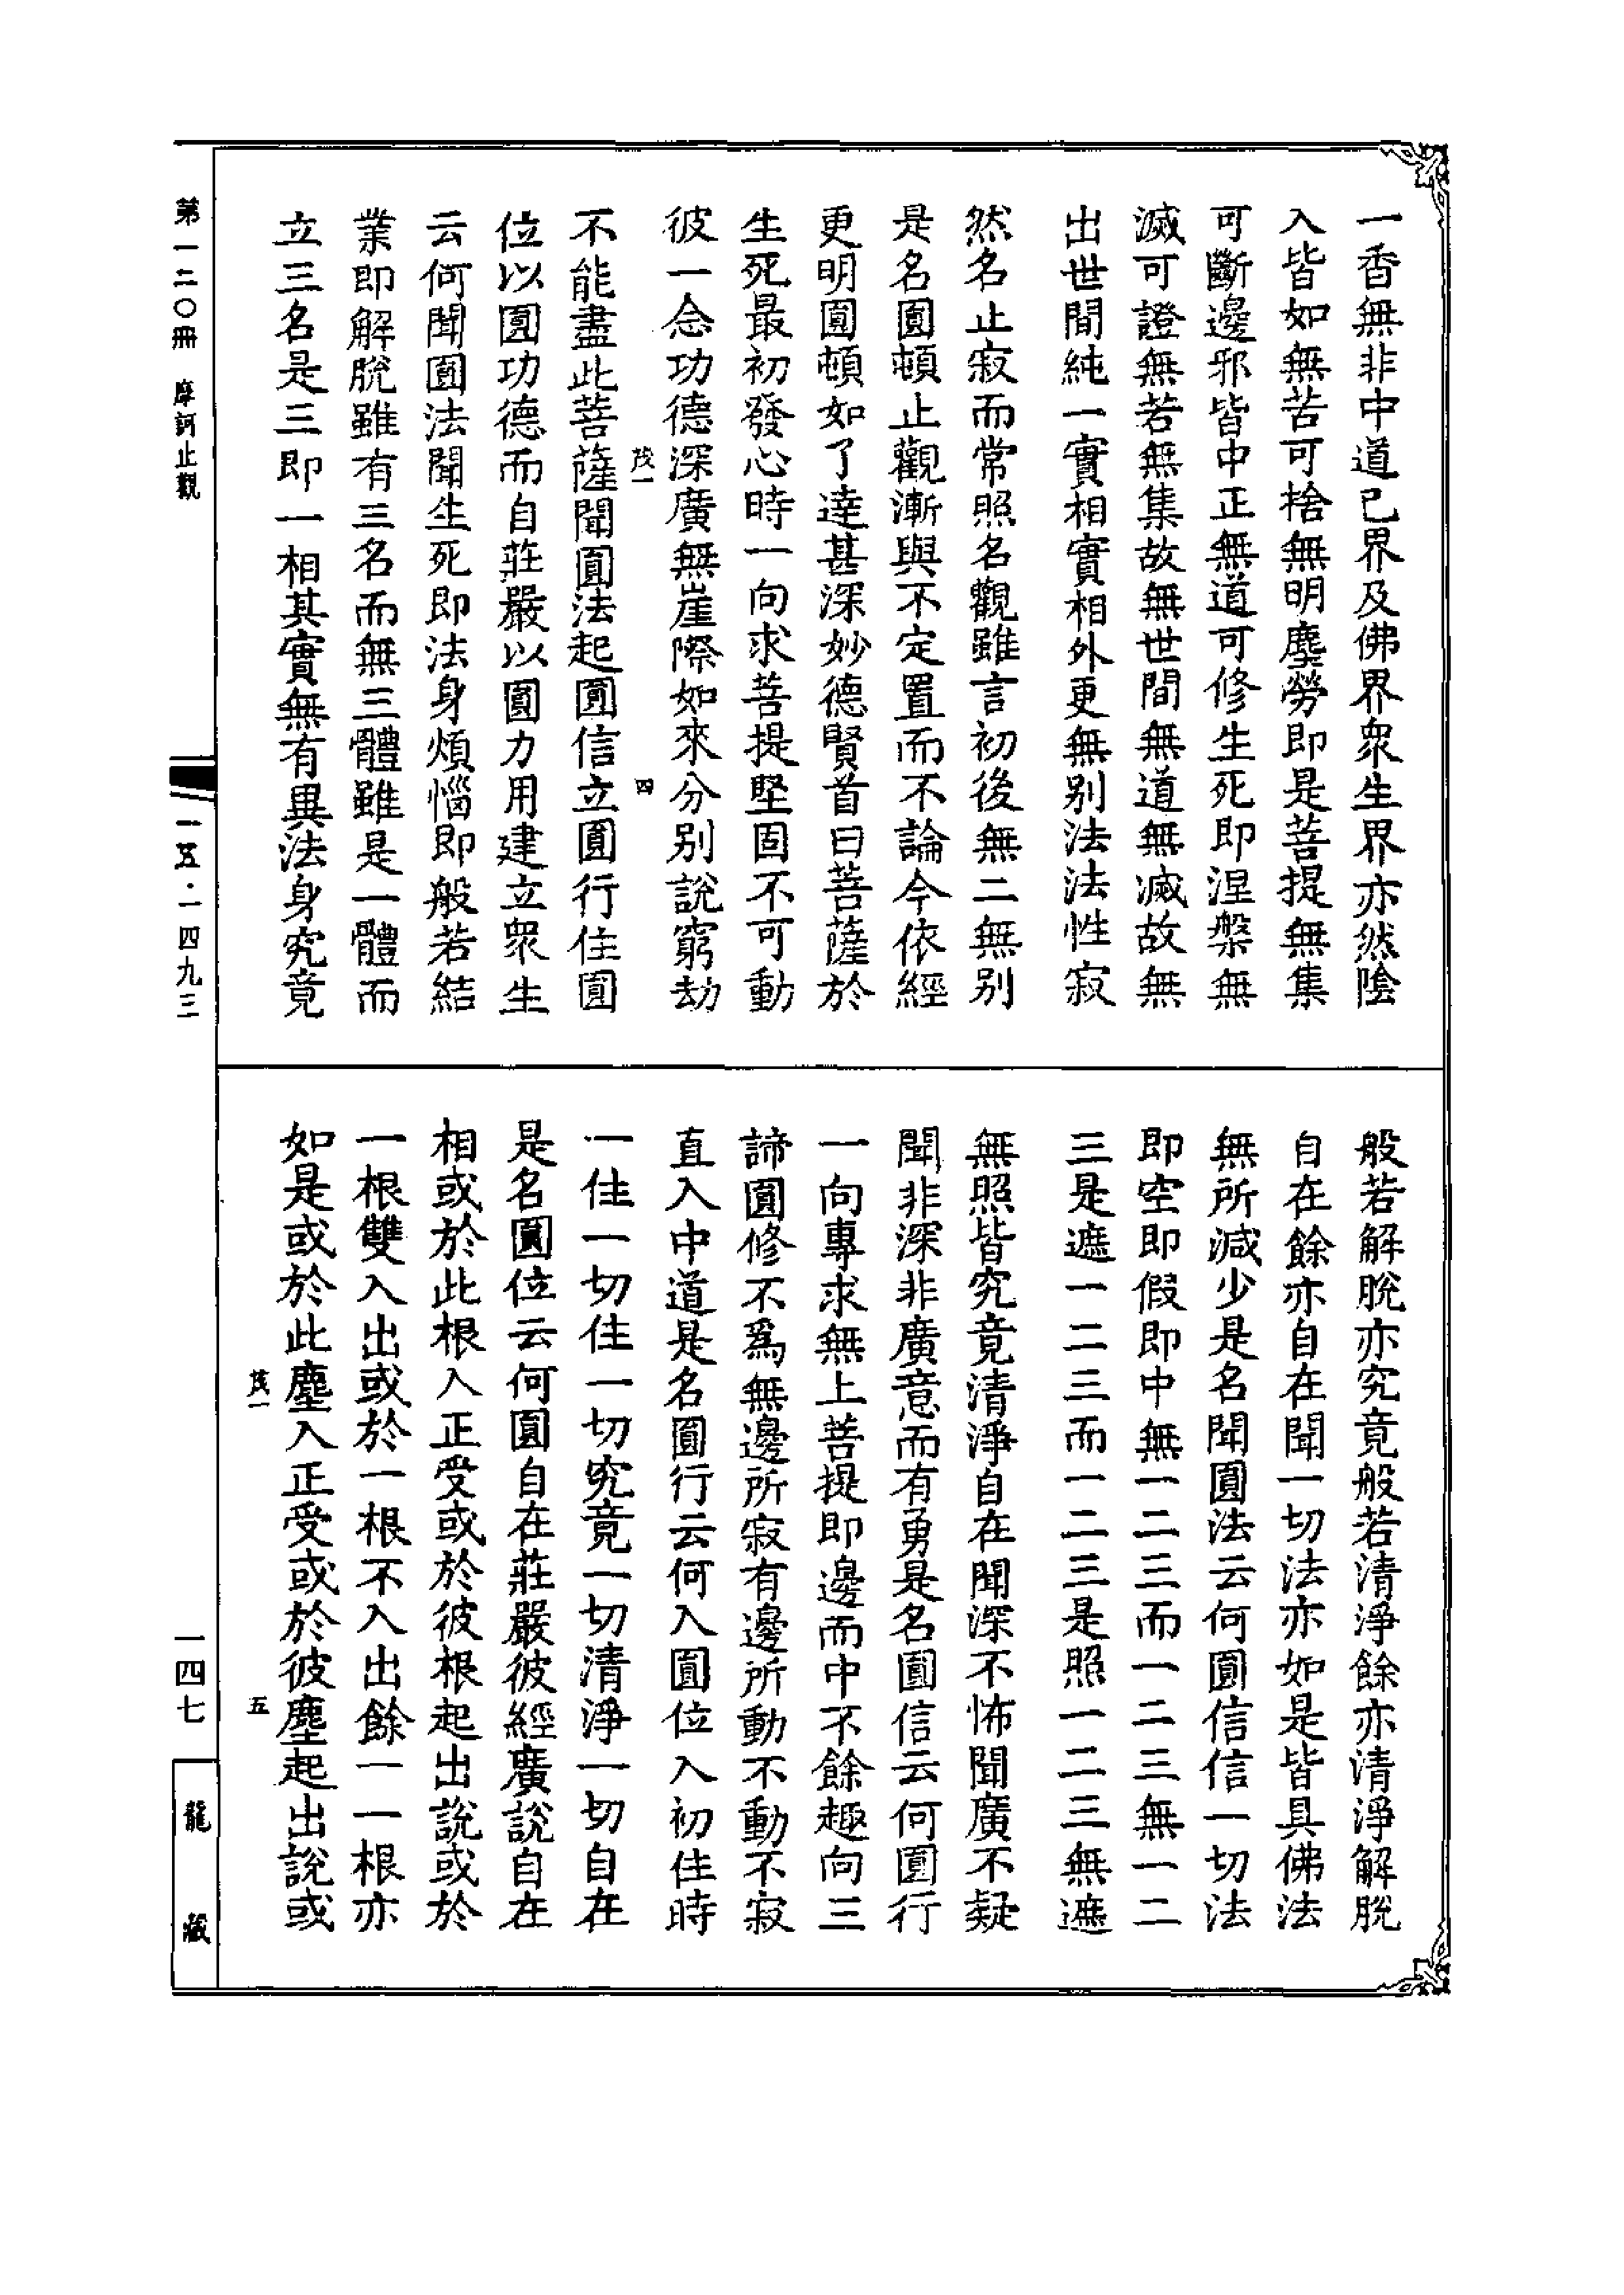 一香無非中道已界及佛界衆生界亦然陰
入皆如無苦可捨無明塵勞即是菩提無集
可斷邊邪皆中正無道可修生死即涅槃無
滅可證無苦無集故無世間無道無滅故無
出世間純一實相實相外更無别法法性寂
然名止寂而常照名觀雖言初後無二無别
是名圓頓止觀漸與不定置而不論今依經
更明圓頓如了達甚深妙德賢首曰菩薩於
生死最初發心時一向求菩提堅固不可動
彼一念功德深廣無崖際如來分别說窮劫
茂一 四
不能盡此菩薩聞圓法起圓信立圓行住圓
位以圓功德而自莊嚴以圓力用建立衆生
云何聞圓法聞生死即法身煩惱即般若結
業即解脫雖有三名而無三體雖是一體而
立三名是三即一相其實無有異法身究竟
般若解脫亦究竟般若清淨餘亦清淨解脫
自在餘亦自在聞一切法亦如是皆具佛法
無所減少是名聞圓法云何圓信信一切法
即空即假即中無一二三而一二三無一二
三是遮一二三而一二三是照一二三無遮
無照皆究竟清淨自在聞深不怖聞廣不疑
聞非深非廣意而有勇是名圓信云何圓行
一向專求無上菩提即邊而中不餘趣向三
諦圓修不爲無邊所寂有邊所動不動不寂
直入中道是名圓行云何入圓位入初住時
一住一切住一切究竟一切清淨一切自在
是名圓位云何圓自在莊嚴彼經廣說自在
相或於此根入正受或於彼根起出說或於
一根雙入出或於一根不入出餘一一根亦
如是或於此塵入正受或於彼塵起出說或
茂一 五
第一二〇冊 摩訶止觀
一五·一四九三
一四七
龍藏